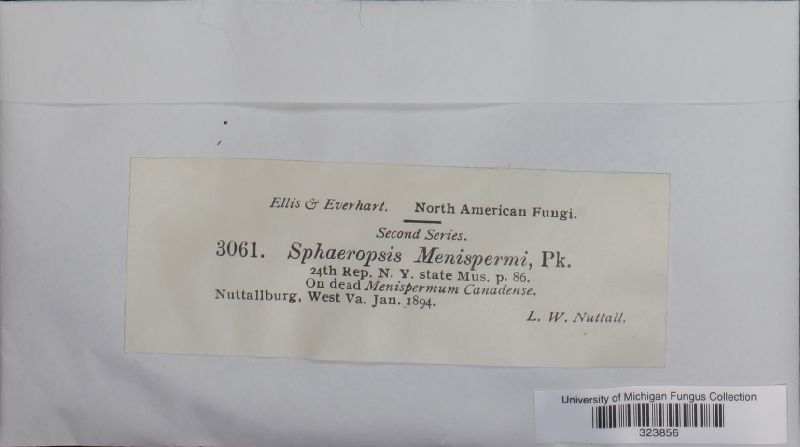 Ellis & Everhart. North American Fungi.
Second Series.
3061. Sphaeropsis Menispermi, Pk.
24th Rep. N. Y. state Mus. p. 86.
On dead Menispermum Canadense.
Nuttallburg, West Va. Jan. 1894.
L. W. Nuttall.
University of Michigan Fungus Collection
323856